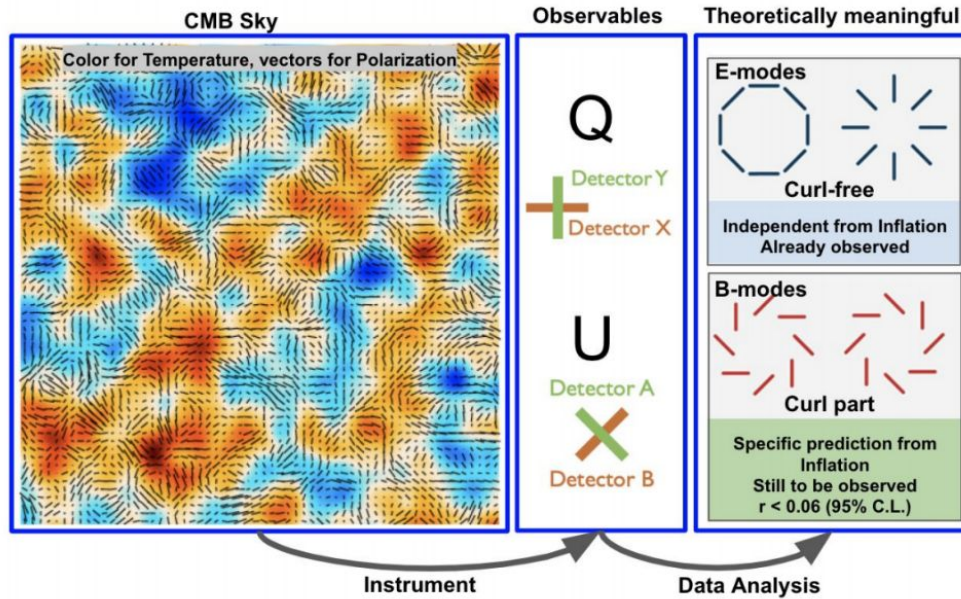 CMB Sky
Color for Temperature, vectors for Polarization
Observables
Q
Detector Y
Detector X
U
Detector A
Detector B
Theoretically meaningful
E-modes
Curl-free
Independent from Inflation
Already observed
B-modes
Curl part
Specific prediction from
Inflation
Still to be observed
r < 0.06 (95% C.L.)
Instrument
Data Analysis